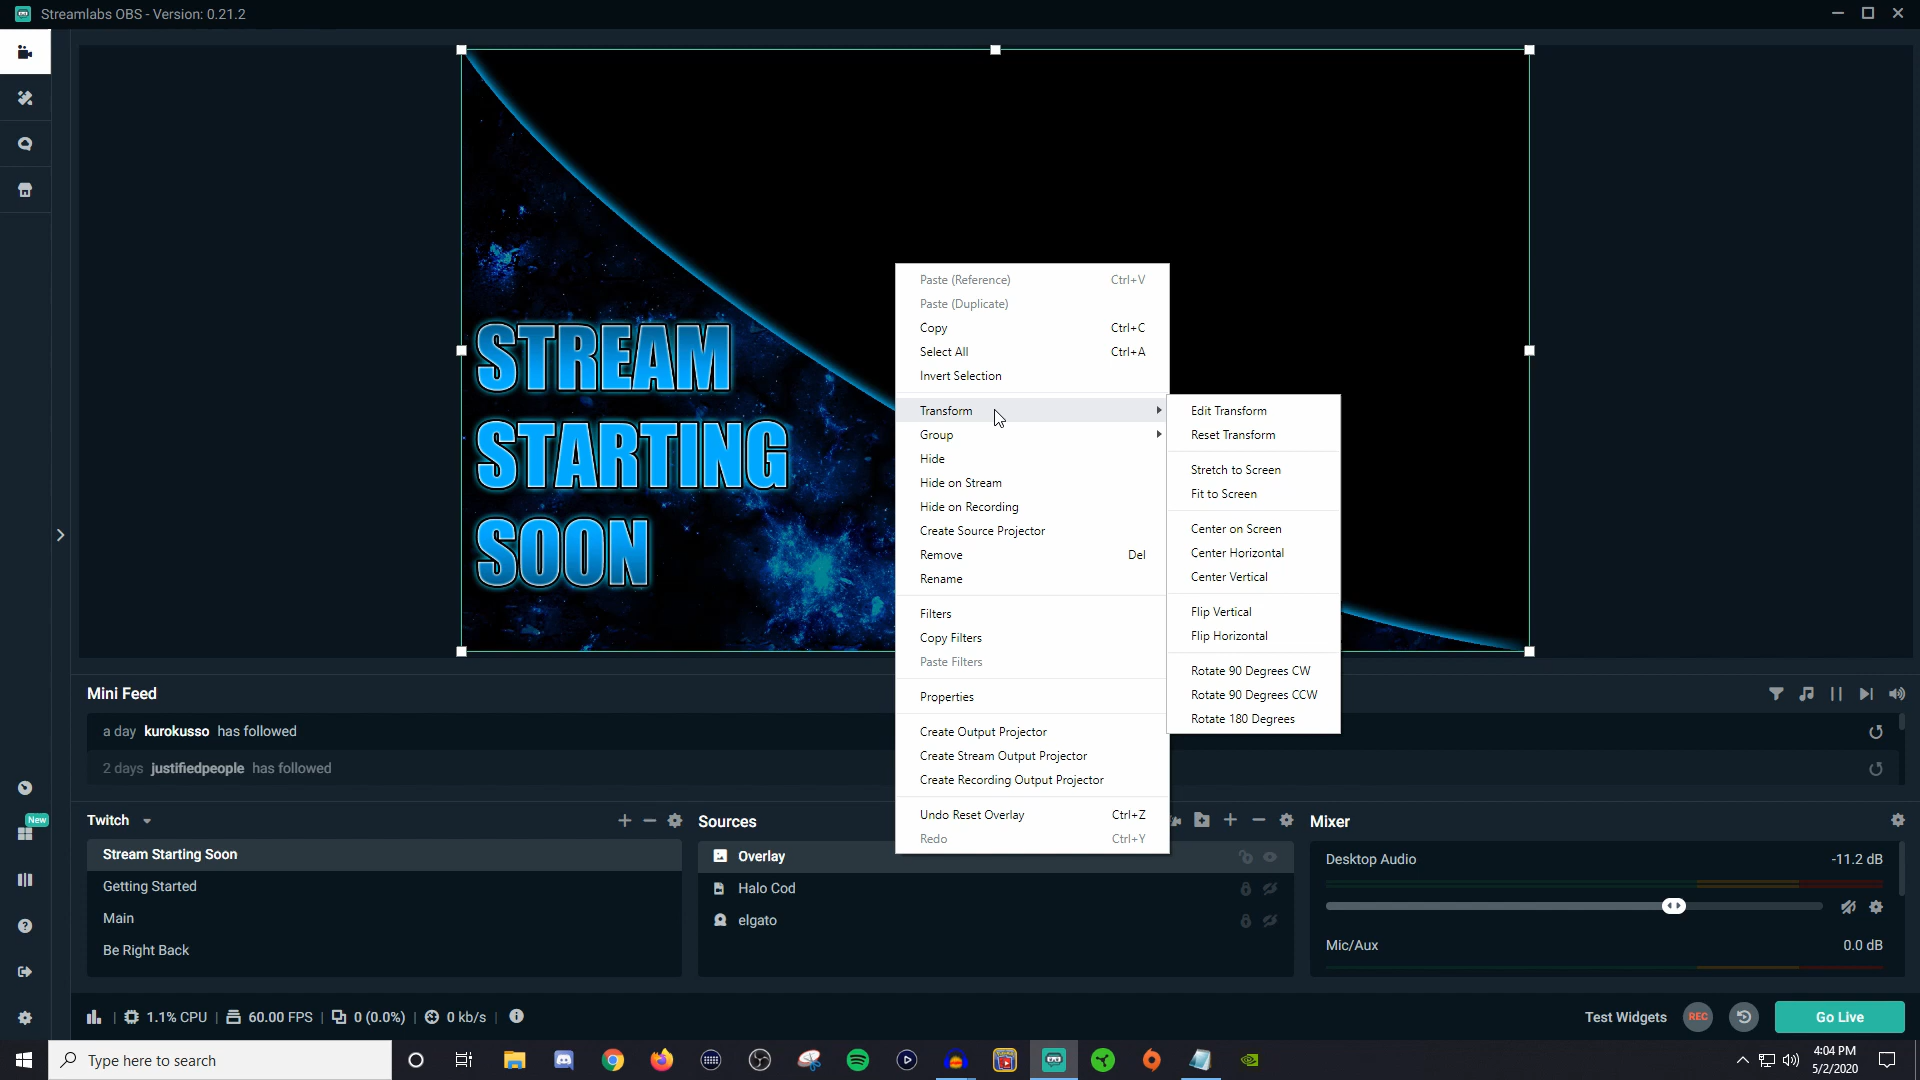 Streamlabs OBS - Version: 0.21.2
STREAM
STARTING
SOON
Paste (Reference) Ctrl+V
Paste (Duplicate)
Copy Ctrl+C
Select All Ctrl+A
Invert Selection
Transform
Group
Hide
Hide on Stream
Hide on Recording
Create Source Projector
Remove Del
Rename
Filters
Copy Filters
Paste Filters
Properties
Create Output Projector
Create Stream Output Projector
Create Recording Output Projector
Undo Reset Overlay Ctrl+Z
Redo Ctrl+Y
Edit Transform
Reset Transform
Stretch to Screen
Fit to Screen
Center on Screen
Center Horizontal
Center Vertical
Flip Vertical
Flip Horizontal
Rotate 90 Degrees CW
Rotate 90 Degrees CCW
Rotate 180 Degrees
Mini Feed
a day kurokusso has followed
2 days justifiedpeople has followed
New
Twitch
Stream Starting Soon
Getting Started
Main
Be Right Back
Sources
Overlay
Halo Cod
elgato
Mixer
Desktop Audio -11.2 dB
Mic/Aux 0.0 dB
1.1% CPU 60.00 FPS 0 (0.0%) 0 kb/s
Test Widgets REC Go Live
Type here to search
4:04 PM
5/2/2020